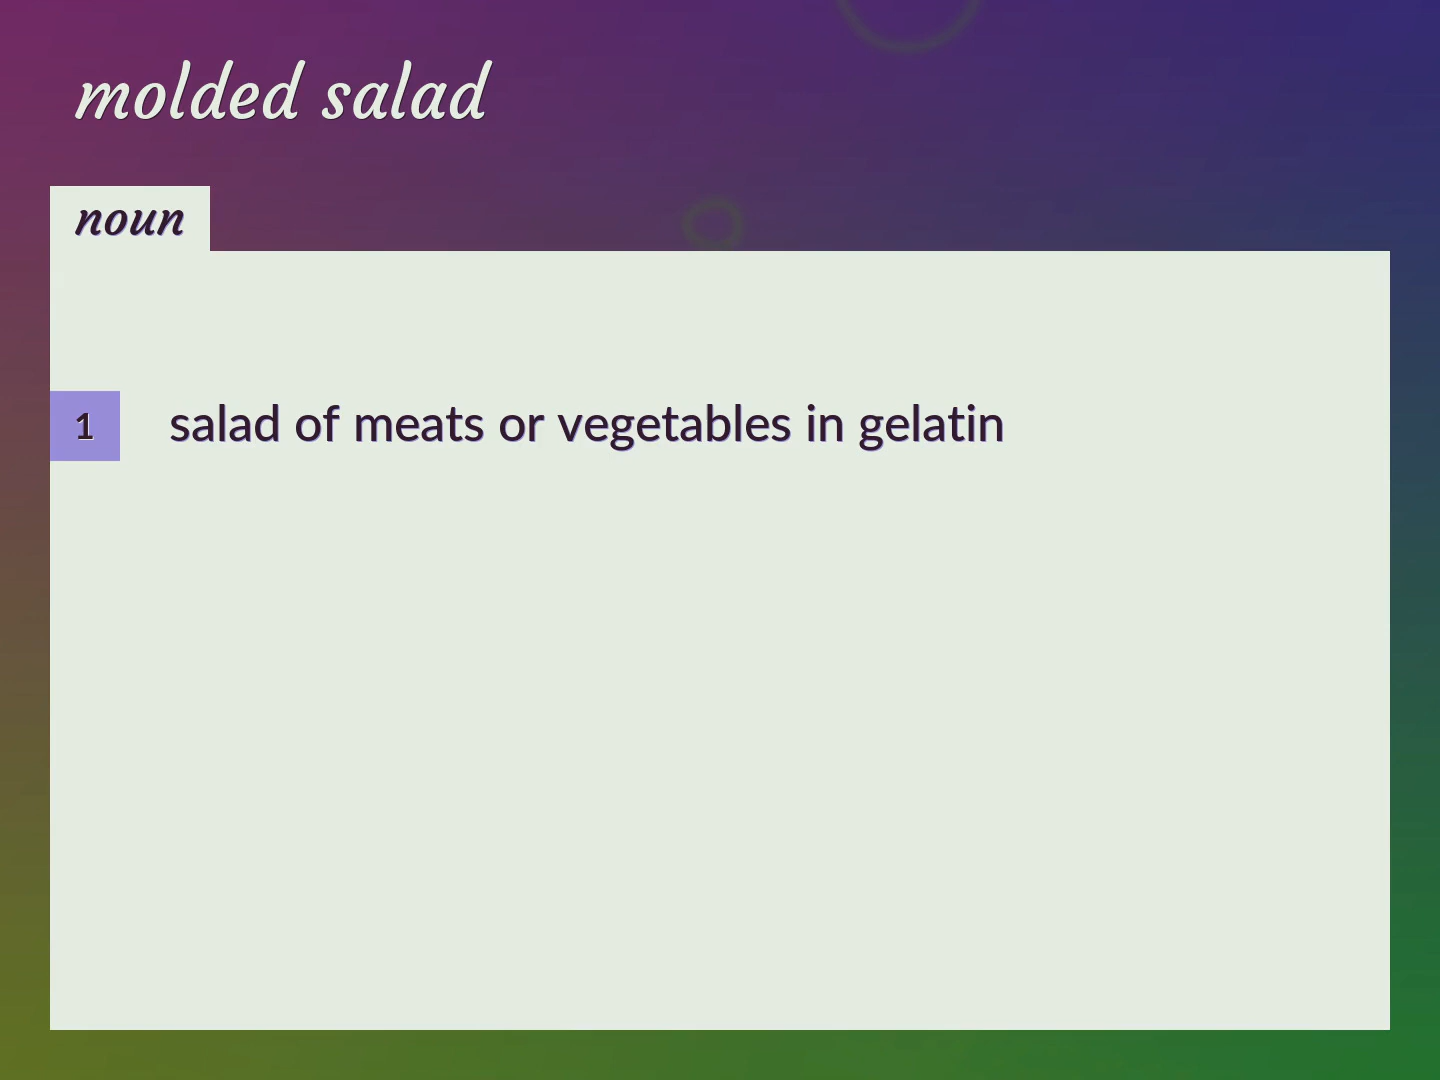 molded salad
noun
1 salad of meats or vegetables in gelatin